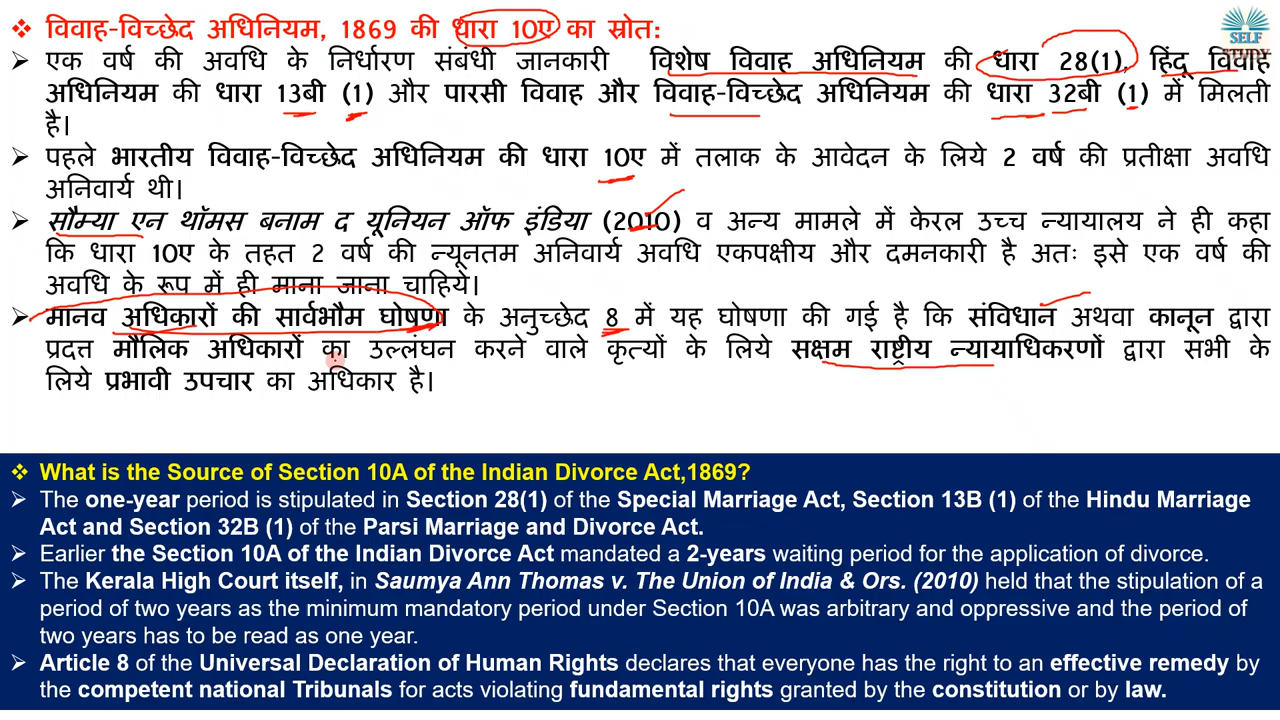 ❖ विवाह-विच्छेद अधिनियम, 1869 की धारा 10ए का स्रोत:
SELF
STUDY
➢ एक वर्ष की अवधि के निर्धारण संबंधी जानकारी विशेष विवाह अधिनियम की धारा 28(1), हिंदू विवाह
अधिनियम की धारा 13बी (1) और पारसी विवाह और विवाह-विच्छेद अधिनियम की धारा 32बी (1) में मिलती
है।
➢ पहले भारतीय विवाह-विच्छेद अधिनियम की धारा 10ए में तलाक के आवेदन के लिये 2 वर्ष की प्रतीक्षा अवधि
अनिवार्य थी।
➢ सौम्या एन थॉमस बनाम द यूनियन ऑफ इंडिया (2010) व अन्य मामले में केरल उच्च न्यायालय ने ही कहा
कि धारा 10ए के तहत 2 वर्ष की न्यूनतम अनिवार्य अवधि एकपक्षीय और दमनकारी है अतः इसे एक वर्ष की
अवधि के रूप में ही माना जाना चाहिये।
➢ मानव अधिकारों की सार्वभौम घोषणा के अनुच्छेद 8 में यह घोषणा की गई है कि संविधान अथवा कानून द्वारा
प्रदत्त मौलिक अधिकारों का उल्लंघन करने वाले कृत्यों के लिये सक्षम राष्ट्रीय न्यायाधिकरणों द्वारा सभी के
लिये प्रभावी उपचार का अधिकार है।
❖ What is the Source of Section 10A of the Indian Divorce Act,1869?
➢ The one-year period is stipulated in Section 28(1) of the Special Marriage Act, Section 13B (1) of the Hindu Marriage
Act and Section 32B (1) of the Parsi Marriage and Divorce Act.
➢ Earlier the Section 10A of the Indian Divorce Act mandated a 2-years waiting period for the application of divorce.
➢ The Kerala High Court itself, in Saumya Ann Thomas v. The Union of India & Ors. (2010) held that the stipulation of a
period of two years as the minimum mandatory period under Section 10A was arbitrary and oppressive and the period of
two years has to be read as one year.
➢ Article 8 of the Universal Declaration of Human Rights declares that everyone has the right to an effective remedy by
the competent national Tribunals for acts violating fundamental rights granted by the constitution or by law.